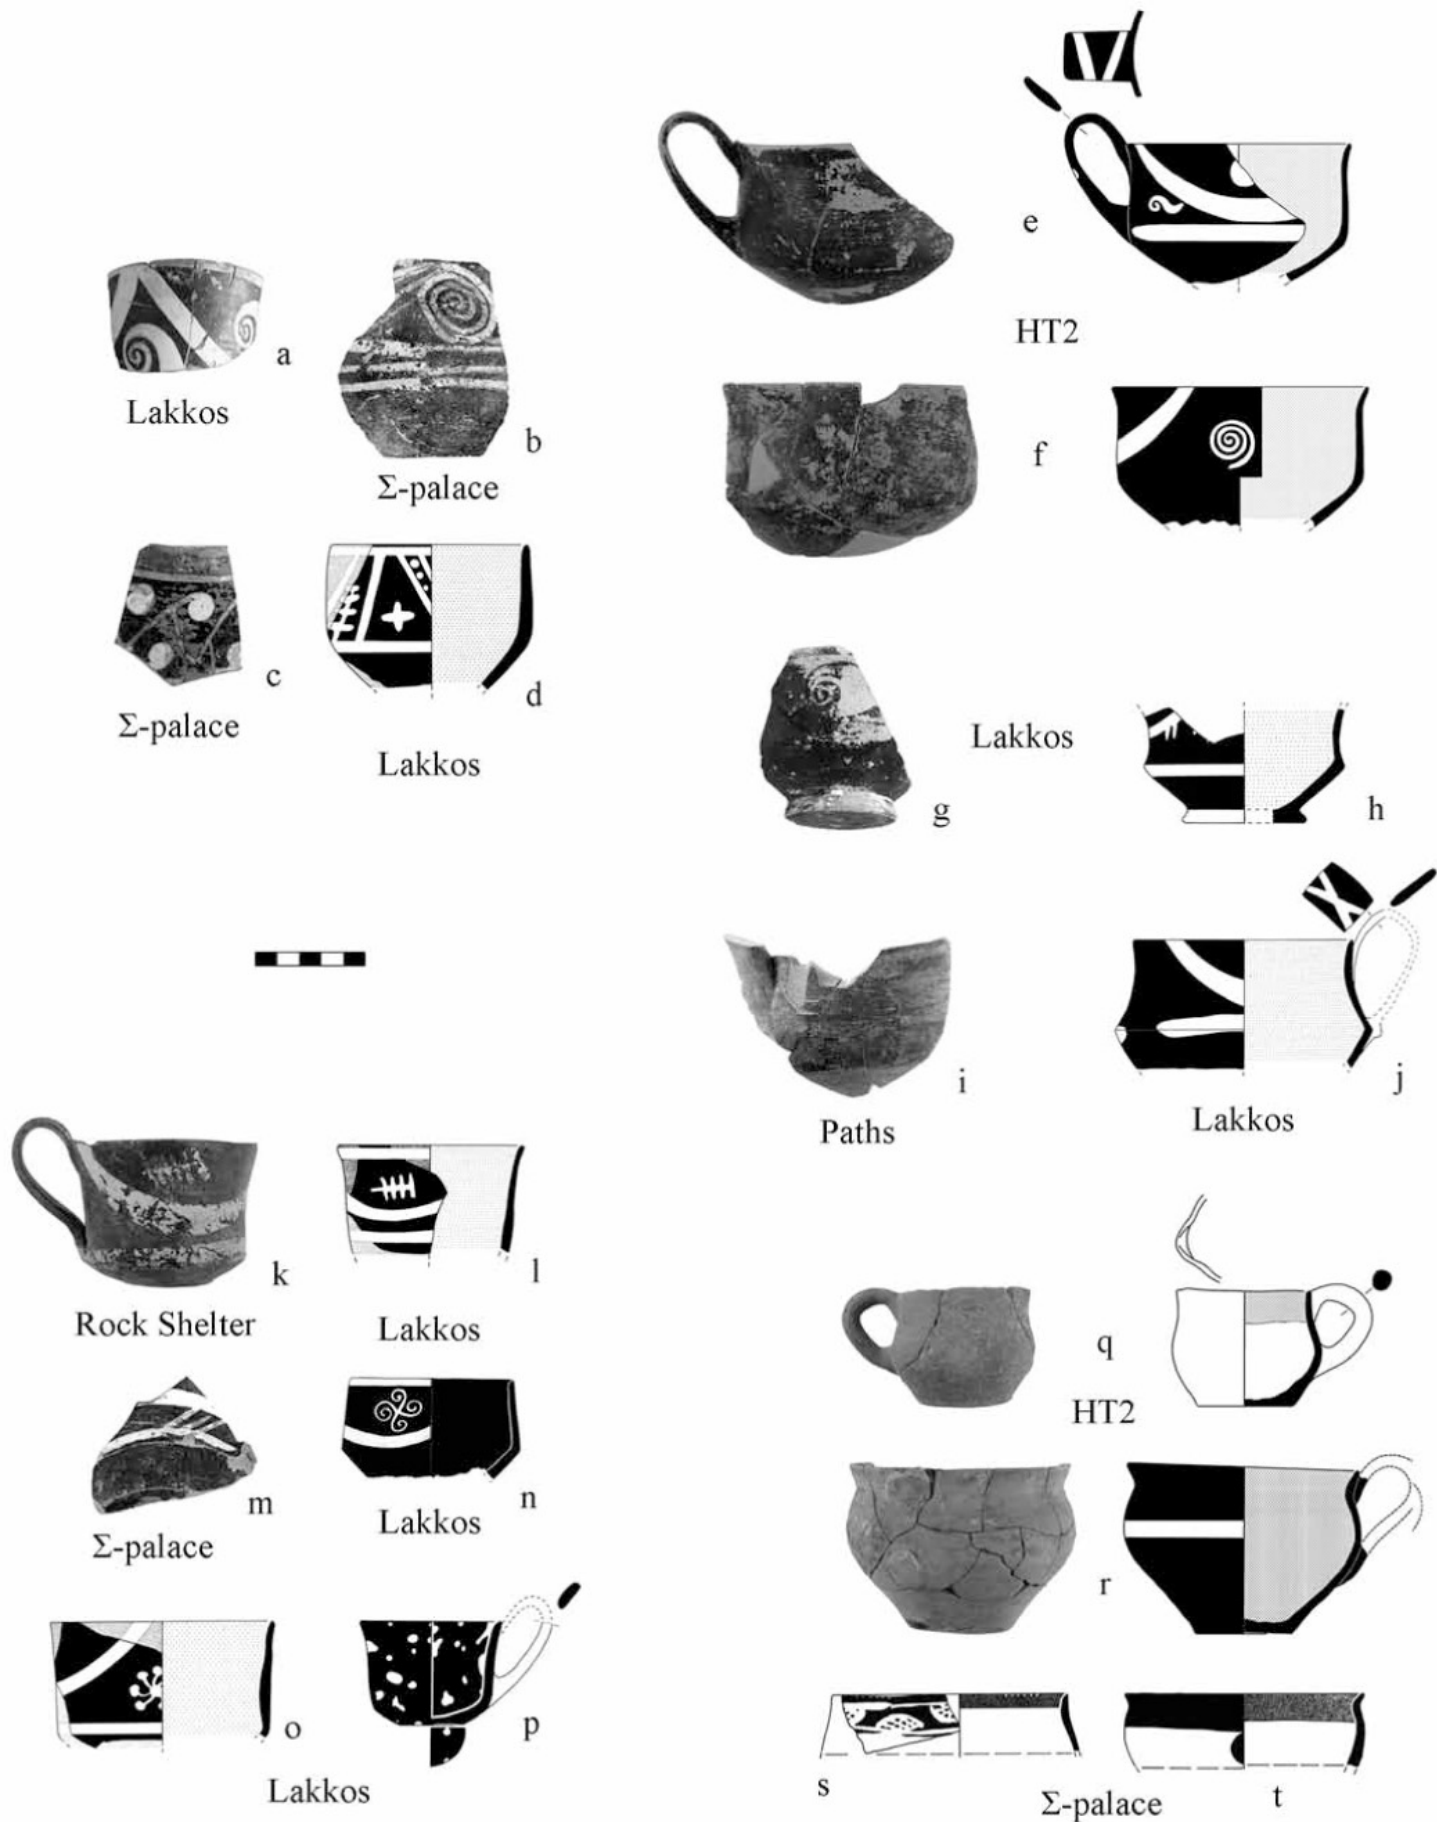 a
Lakkos
b
Σ-palace
c
Σ-palace
d
Lakkos
e
HT2
f
g
Lakkos
h
i
Paths
j
Lakkos
k
Rock Shelter
l
Lakkos
m
Σ-palace
n
Lakkos
o
p
Lakkos
q
HT2
r
s
t
Σ-palace